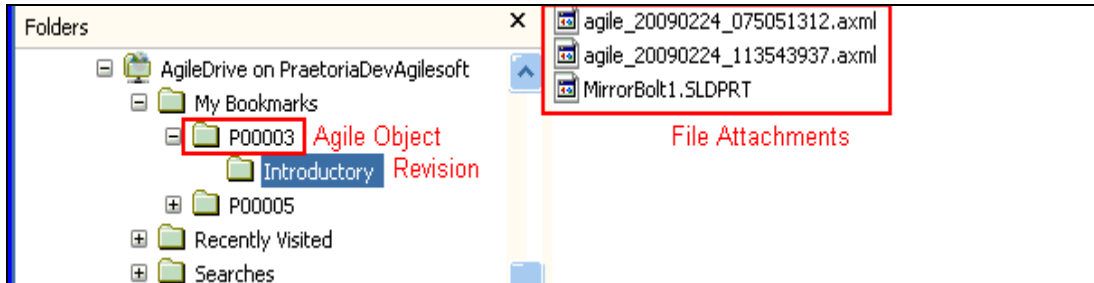 Folders
AgileDrive on PraetoriaDevAgilesoft
My Bookmarks
P00003 Agile Object
Introductory Revision
P00005
Recently Visited
Searches
agile_20090224_075051312.axml
agile_20090224_113543937.axml
MirrorBolt1.SLDPRT
File Attachments